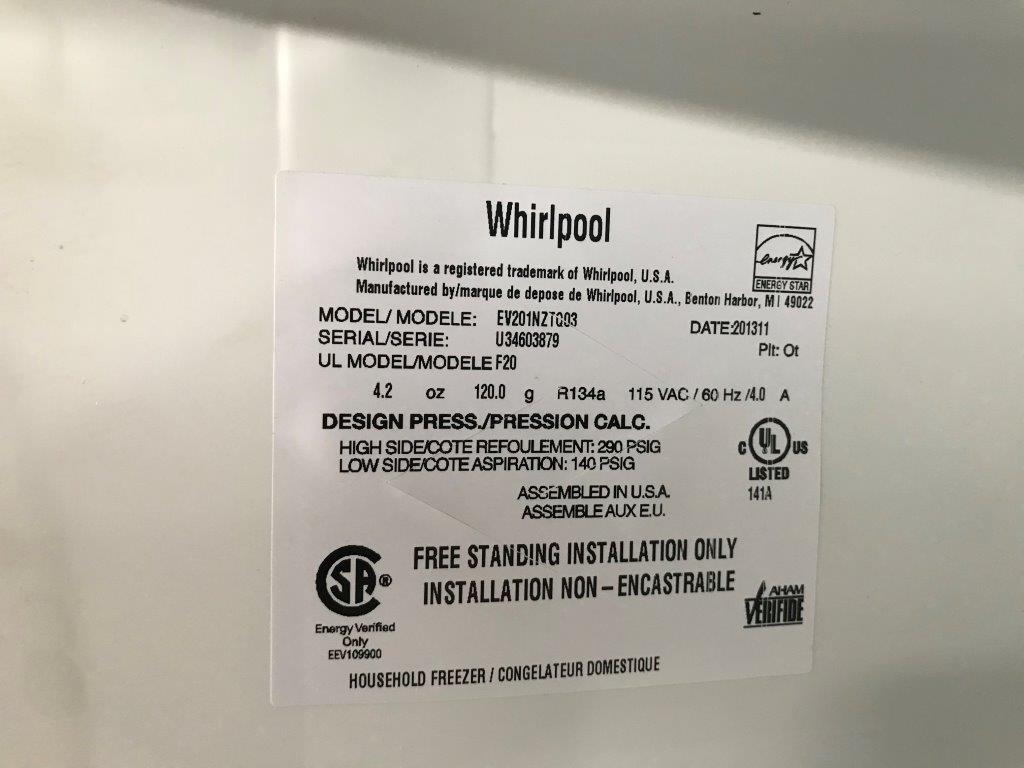 Whirlpool
Whirlpool is a registered trademark of Whirlpool, U.S.A.
Manufactured by/marque de depose de Whirlpool, U.S.A., Benton Harbor, M I 49022
energy
ENERGY STAR
MODEL/ MODELE: EV201NZTQ03
DATE:201311
SERIAL/SERIE: U34603879
Plt: Ot
UL MODEL/MODELE F20
4.2 oz 120.0 g R134a 115 VAC / 60 Hz /4.0 A
DESIGN PRESS./PRESSION CALC.
HIGH SIDE/COTE REFOULEMENT: 290 PSIG
LOW SIDE/COTE ASPIRATION: 140 PSIG
C UL US
LISTED
141A
ASSEMBLED IN U.S.A.
ASSEMBLE AUX E.U.
FREE STANDING INSTALLATION ONLY
INSTALLATION NON – ENCASTRABLE
SA ®
Energy Verified
Only
EEV109900
AHAM
VERIFIDE
HOUSEHOLD FREEZER / CONGELATEUR DOMESTIQUE